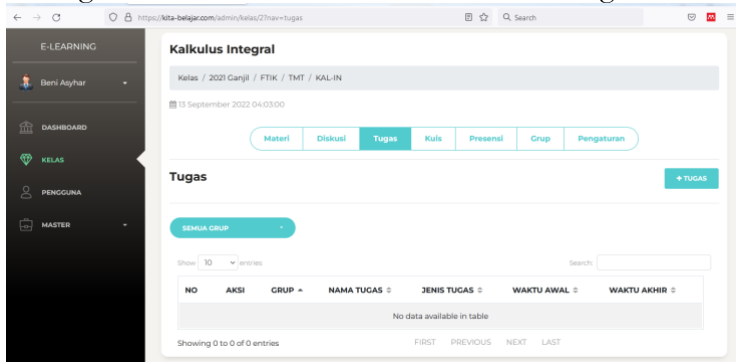 https://kita-belajar.com/admin/kelas/2?nav=tugas
Search
E-LEARNING
Beni Asyhar
DASHBOARD
KELAS
PENGGUNA
MASTER
Kalkulus Integral
Kelas / 2021 Ganjil / FTIK / TMT / KAL-IN
13 September 2022 04:03:00
Materi Diskusi Tugas Kuis Presensi Grup Pengaturan
Tugas
+ TUGAS
SEMUA GRUP
Show 10 entries
Search:
NO AKSI GRUP NAMA TUGAS JENIS TUGAS WAKTU AWAL WAKTU AKHIR
No data available in table
Showing 0 to 0 of 0 entries
FIRST PREVIOUS NEXT LAST